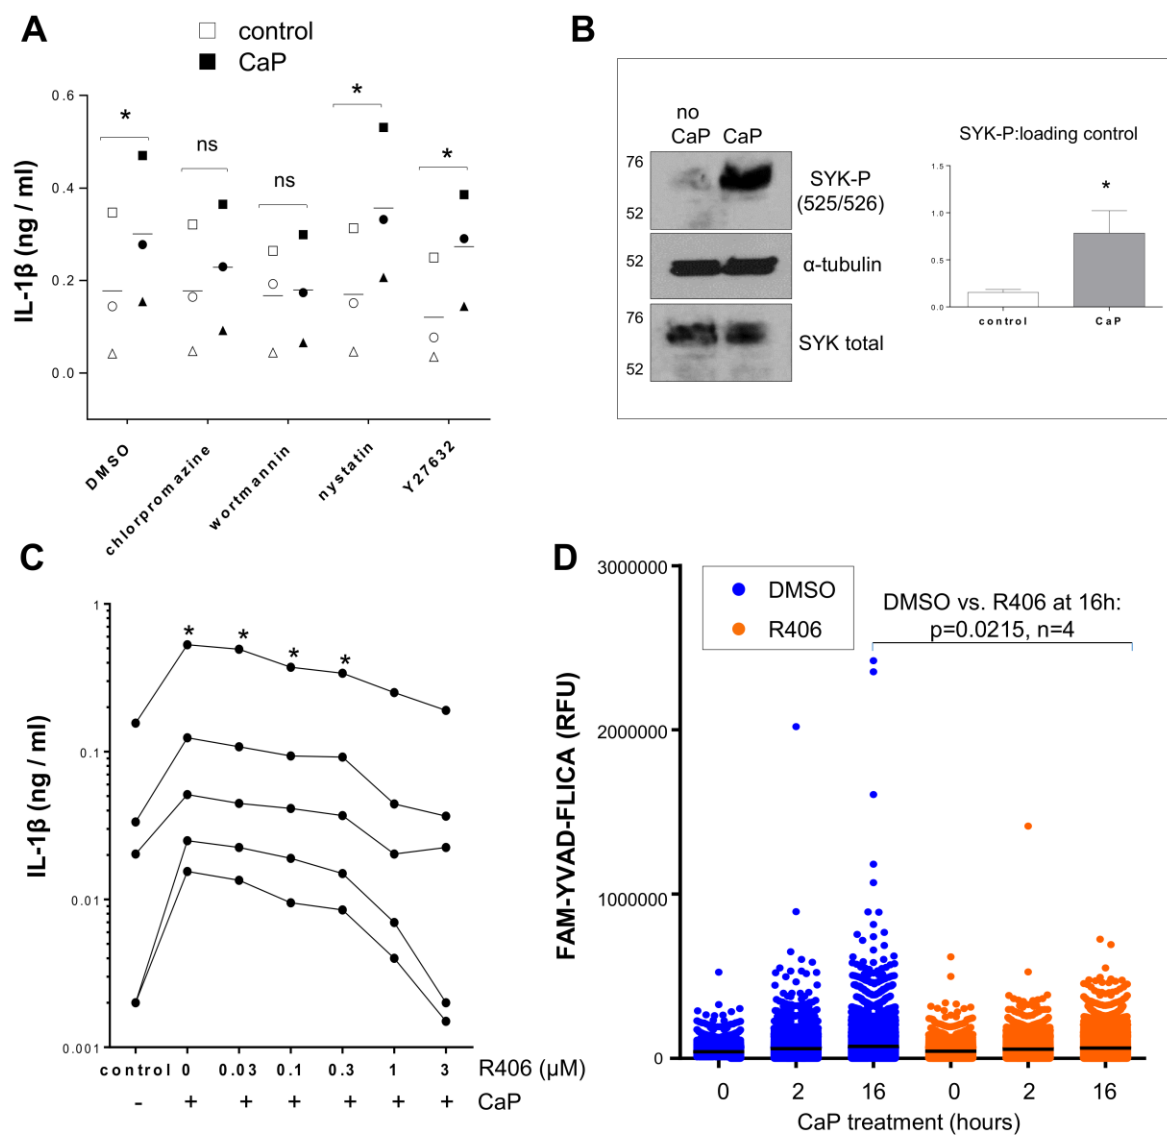 A
control
CaP
IL-1β (ng / ml)
0.6
0.4
0.2
0.0
*
ns
ns
*
*
DMSO
chlorpromazine
wortmannin
nystatin
Y27632
B
no
CaP
CaP
76
52
SYK-P
(525/526)
52
α-tubulin
76
52
SYK total
SYK-P:loading control
1.5
1.0
0.5
0.0
*
control
CaP
C
IL-1β (ng / ml)
1
0.1
0.01
0.001
* * * *
control 0 0.03 0.1 0.3 1 3 R406 (μM)
- + + + + + + CaP
D
FAM-YVAD-FLICA (RFU)
3000000
2000000
1000000
0
DMSO
R406
DMSO vs. R406 at 16h:
p=0.0215, n=4
0 2 16 0 2 16
CaP treatment (hours)